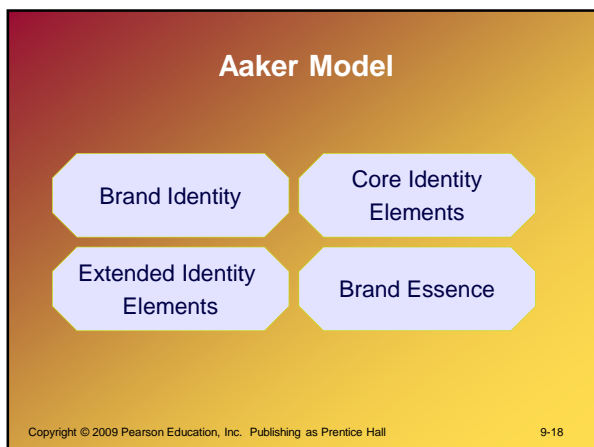 Aaker Model
Brand Identity
Core Identity
Elements
Extended Identity
Elements
Brand Essence
Copyright © 2009 Pearson Education, Inc. Publishing as Prentice Hall
9-18